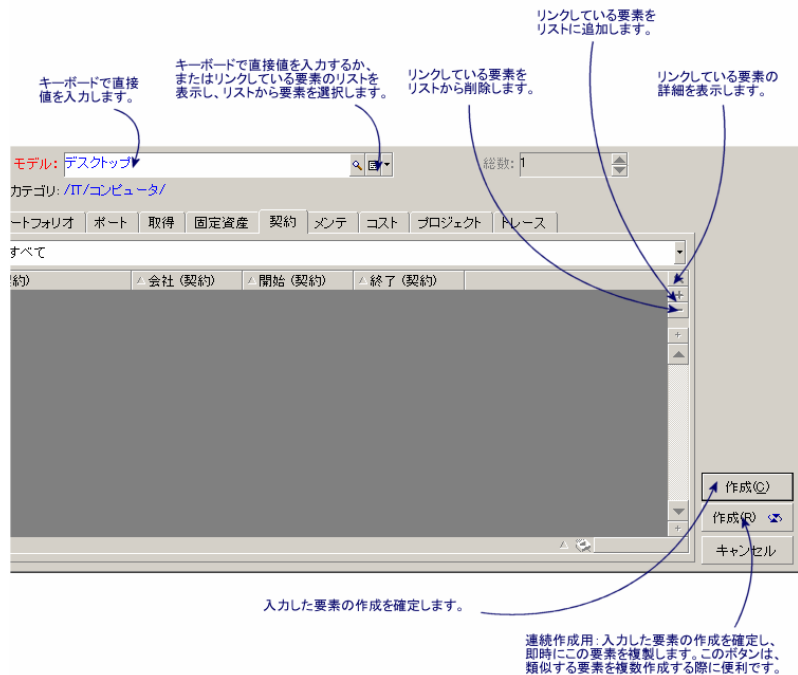 リンクしている要素を
リストに追加します。
キーボードで直接値を入力するか、
またはリンクしている要素のリストを
表示し、リストから要素を選択します。
キーボードで直接
値を入力します。
リンクしている要素を
リストから削除します。
リンクしている要素の
詳細を表示します。
モデル: デスクトップ 総数: 1
カテゴリ: /IT/コンピュータ/
ートフォリオ ポート 取得 固定資産 契約 メンテ コスト プロジェクト トレース
すべて
契約) 会社 (契約) 開始 (契約) 終了 (契約)
作成(C)
作成(R)
キャンセル
入力した要素の作成を確定します。
連続作成用: 入力した要素の作成を確定し、
即時にこの要素を複製します。このボタンは、
類似する要素を複数作成する際に便利です。